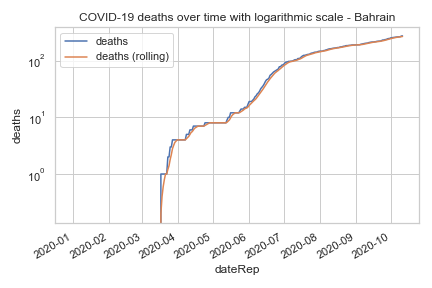 COVID-19 deaths over time with logarithmic scale - Bahrain
deaths
deaths (rolling)
10²
10¹
10⁰
deaths
2020-01
2020-02
2020-03
2020-04
2020-05
2020-06
2020-07
2020-08
2020-09
2020-10
dateRep